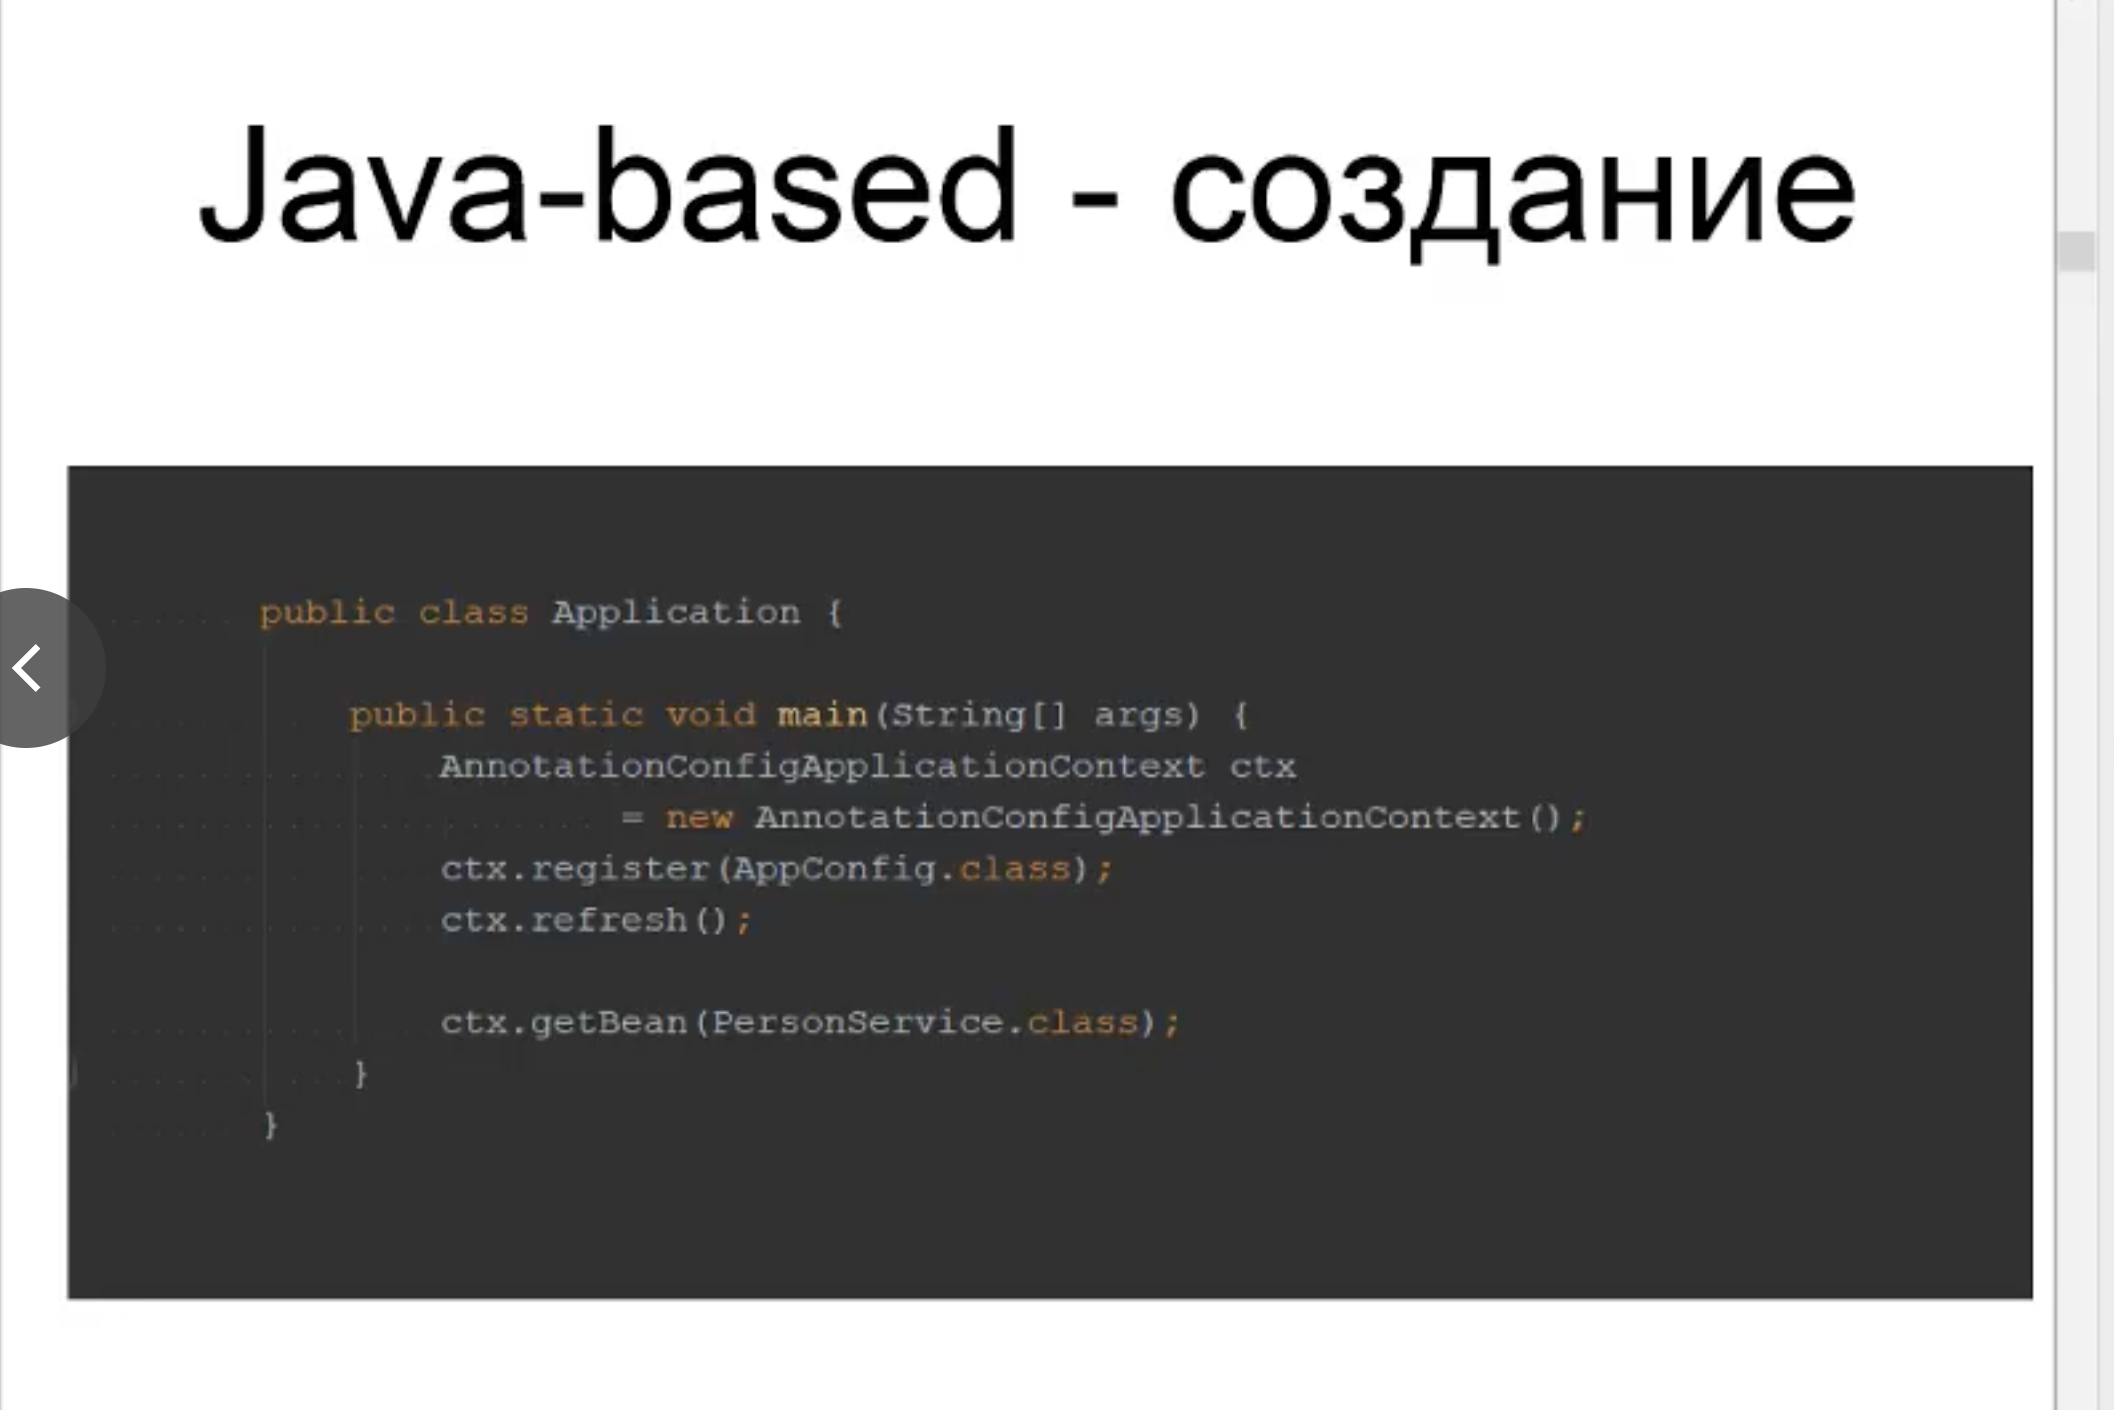 Java-based - создание
public class Application {
public static void main(String[] args) {
AnnotationConfigApplicationContext ctx
= new AnnotationConfigApplicationContext();
ctx.register(AppConfig.class);
ctx.refresh();
ctx.getBean(PersonService.class);
}
}